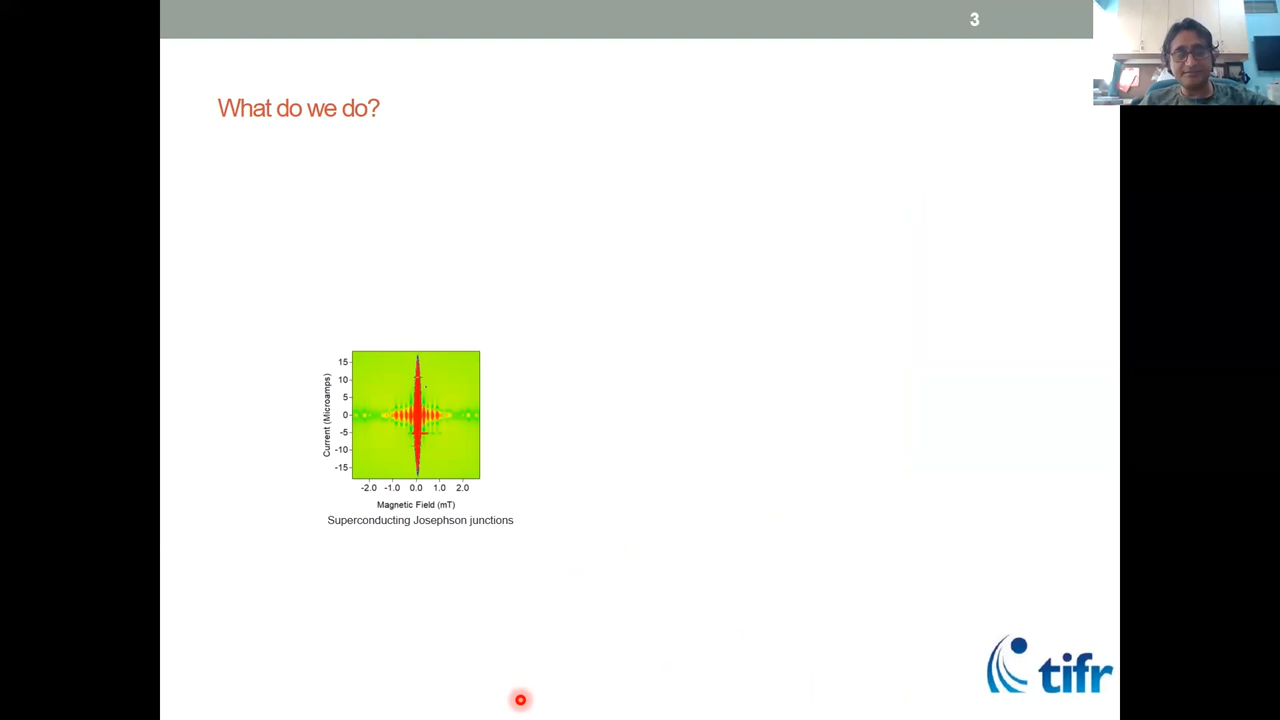 3
What do we do?
15
10
5
0
-5
-10
-15
Current (Microamps)
-2.0 -1.0 0.0 1.0 2.0
Magnetic Field (mT)
Superconducting Josephson junctions
tifr